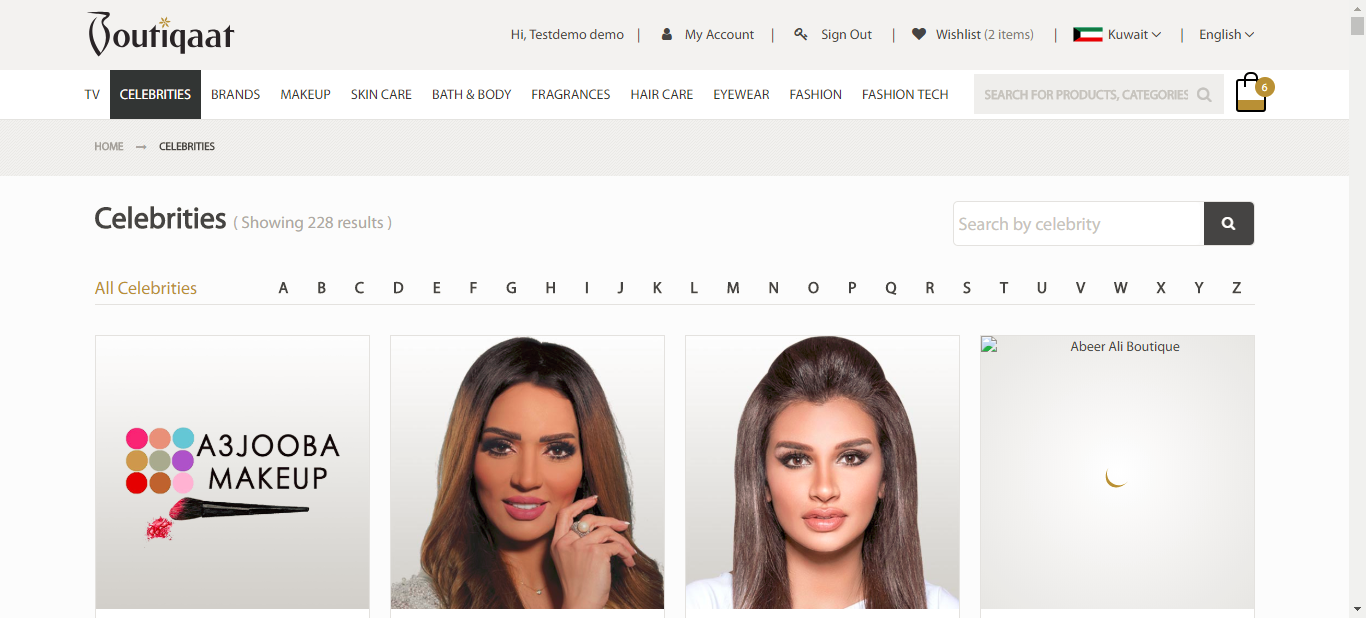 Boutiqaat
Hi, Testdemo demo | My Account | Sign Out | Wishlist (2 items) | Kuwait | English
TV CELEBRITIES BRANDS MAKEUP SKIN CARE BATH & BODY FRAGRANCES HAIR CARE EYEWEAR FASHION FASHION TECH SEARCH FOR PRODUCTS, CATEGORIES 6
HOME → CELEBRITIES
Celebrities ( Showing 228 results ) Search by celebrity
All Celebrities A B C D E F G H I J K L M N O P Q R S T U V W X Y Z
Abeer Ali Boutique
A3JOOBA
MAKEUP